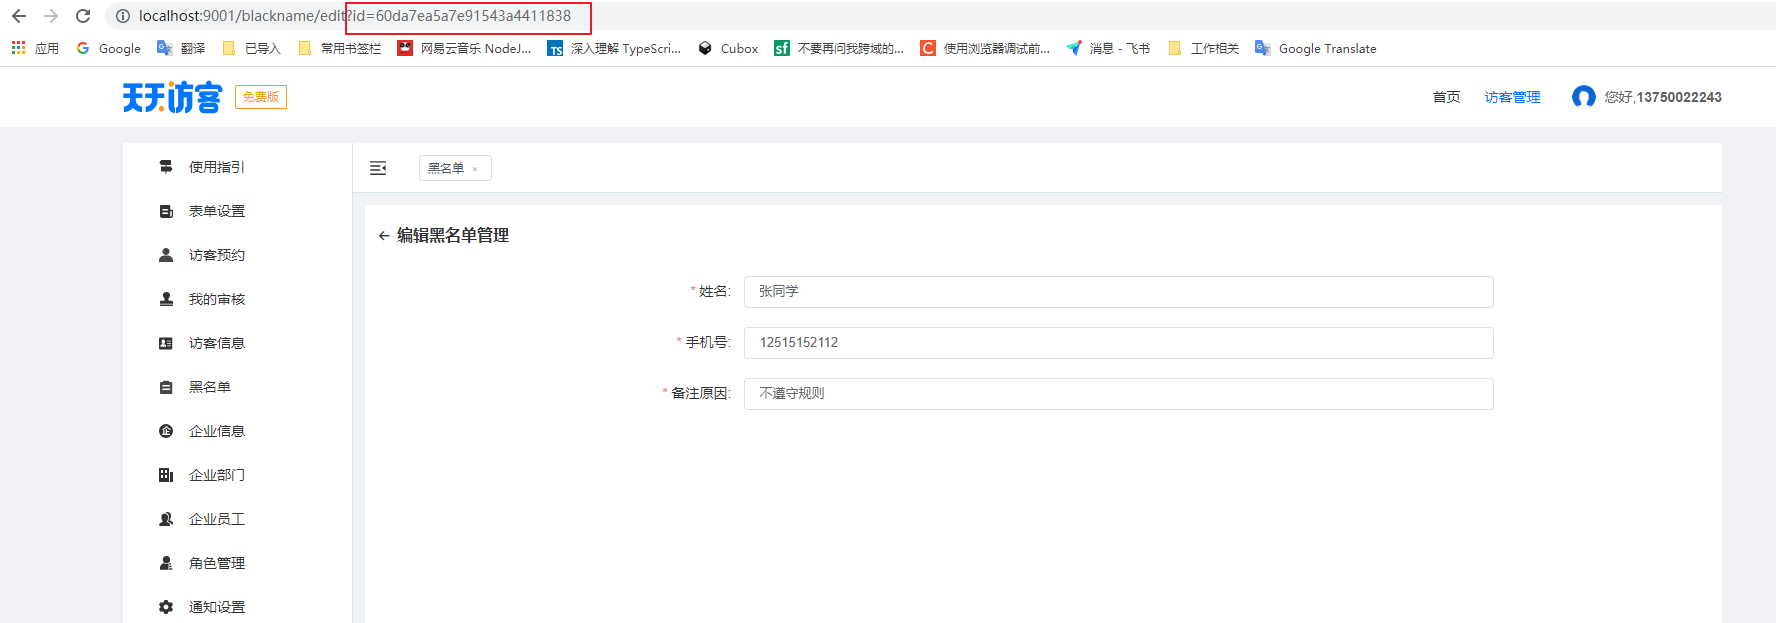 localhost:9001/blackname/edit?id=60da7ea5a7e91543a4411838
应用 Google 翻译 已导入 常用书签栏 网易云音乐 NodeJ... TS 深入理解 TypeScri... Cubox sf 不要再问我跨域的... C 使用浏览器调试前... 消息 - 飞书 工作相关 Google Translate
天天访客 免费版 首页 访客管理 您好,13750022243
使用指引
表单设置
访客预约
我的审核
访客信息
黑名单
企业信息
企业部门
企业员工
角色管理
通知设置
黑名单 ×
← 编辑黑名单管理
* 姓名: 张同学
* 手机号: 12515152112
* 备注原因: 不遵守规则